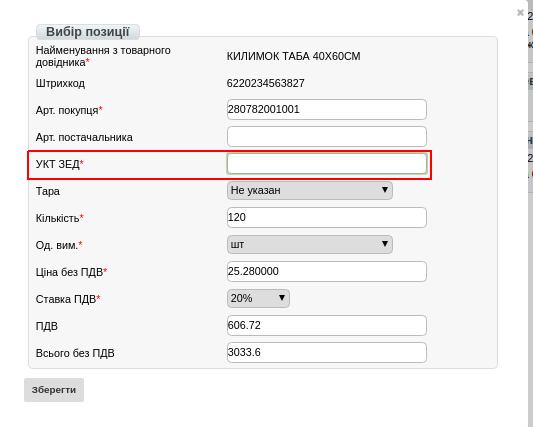 Вибір позиції
Найменування з товарного
довідника*
КИЛИМОК ТАБА 40Х60СМ
Штрихкод 6220234563827
Арт. покупця* 280782001001
Арт. постачальника
УКТ ЗЕД*
Тара Не указан
Кількість* 120
Од. вим.* шт
Ціна без ПДВ* 25.280000
Ставка ПДВ* 20%
ПДВ 606.72
Всього без ПДВ 3033.6
Зберегти